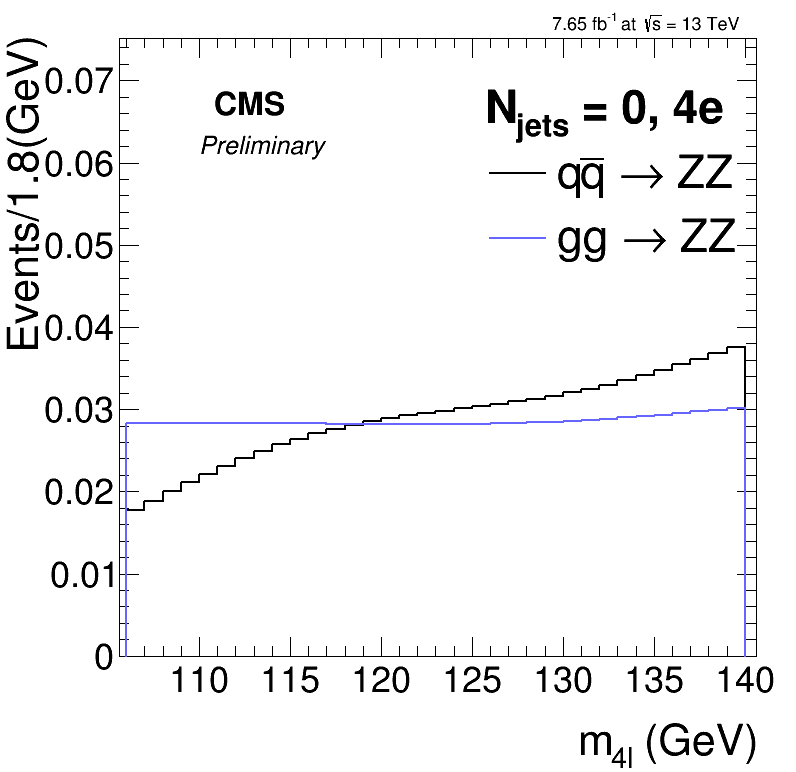 7.65 fb⁻¹ at √s = 13 TeV
CMS
Preliminary
N_jets = 0, 4e
qq̅ → ZZ
gg → ZZ
Events/1.8(GeV)
0.07
0.06
0.05
0.04
0.03
0.02
0.01
0
110 115 120 125 130 135 140
m_4l (GeV)